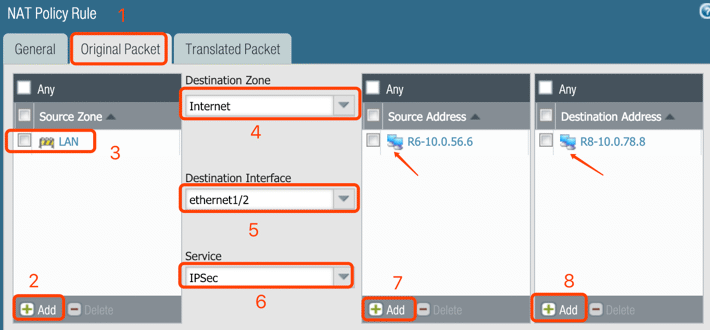 NAT Policy Rule 1
General Original Packet Translated Packet
Any
Source Zone
LAN
3
2
Add Delete
Destination Zone
Internet
4
Destination Interface
ethernet1/2
5
Service
IPSec
6
Any
Source Address
R6-10.0.56.6
7
Add Delete
Any
Destination Address
R8-10.0.78.8
8
Add Delete